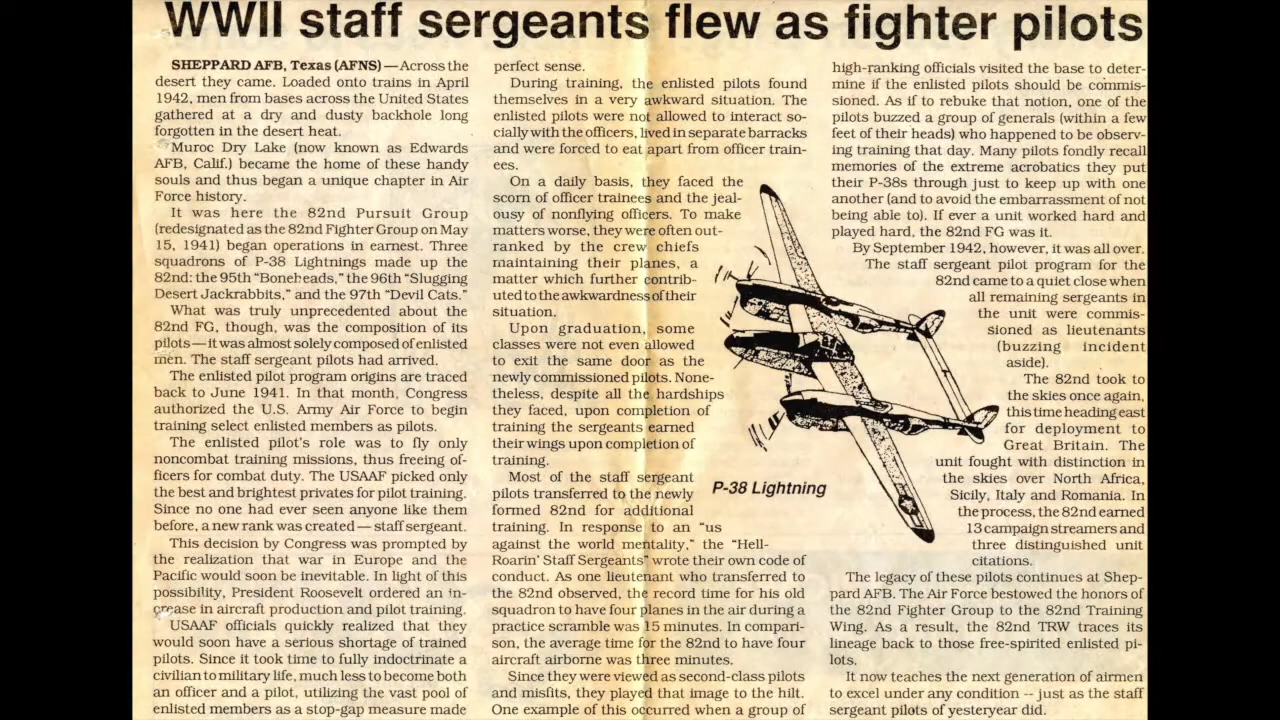 WWII staff sergeants flew as fighter pilots
SHEPPARD AFB, Texas (AFNS) — Across the
desert they came. Loaded onto trains in April
1942, men from bases across the United States
gathered at a dry and dusty backhole long
forgotten in the desert heat.
Muroc Dry Lake (now known as Edwards
AFB, Calif.) became the home of these handy
souls and thus began a unique chapter in Air
Force history.
It was here the 82nd Pursuit Group
(redesignated as the 82nd Fighter Group on May
15, 1941) began operations in earnest. Three
squadrons of P-38 Lightnings made up the
82nd: the 95th "Boneheads," the 96th "Slugging
Desert Jackrabbits," and the 97th "Devil Cats."
What was truly unprecedented about the
82nd FG, though, was the composition of its
pilots — it was almost solely composed of enlisted
men. The staff sergeant pilots had arrived.
The enlisted pilot program origins are traced
back to June 1941. In that month, Congress
authorized the U.S. Army Air Force to begin
training select enlisted members as pilots.
The enlisted pilot's role was to fly only
noncombat training missions, thus freeing of-
ficers for combat duty. The USAAF picked only
the best and brightest privates for pilot training.
Since no one had ever seen anyone like them
before, a new rank was created — staff sergeant.
This decision by Congress was prompted by
the realization that war in Europe and the
Pacific would soon be inevitable. In light of this
possibility, President Roosevelt ordered an in-
crease in aircraft production and pilot training.
USAAF officials quickly realized that they
would soon have a serious shortage of trained
pilots. Since it took time to fully indoctrinate a
civilian to military life, much less to become both
an officer and a pilot, utilizing the vast pool of
enlisted members as a stop-gap measure made
perfect sense.
During training, the enlisted pilots found
themselves in a very awkward situation. The
enlisted pilots were not allowed to interact so-
cially with the officers, lived in separate barracks
and were forced to eat apart from officer train-
ees.
On a daily basis, they faced the
scorn of officer trainees and the jeal-
ousy of nonflying officers. To make
matters worse, they were often out-
ranked by the crew chiefs
maintaining their planes, a
matter which further contrib-
uted to the awkwardness of their
situation.
Upon graduation, some
classes were not even allowed
to exit the same door as the
newly commissioned pilots. None-
theless, despite all the hardships
they faced, upon completion of
training the sergeants earned
their wings upon completion of
training.
Most of the staff sergeant
pilots transferred to the newly
formed 82nd for additional
training. In response to an "us
against the world mentality," the "Hell-
Roarin' Staff Sergeants" wrote their own code of
conduct. As one lieutenant who transferred to
the 82nd observed, the record time for his old
squadron to have four planes in the air during a
practice scramble was 15 minutes. In compari-
son, the average time for the 82nd to have four
aircraft airborne was three minutes.
Since they were viewed as second-class pilots
and misfits, they played that image to the hilt.
One example of this occurred when a group of
P-38 Lightning
high-ranking officials visited the base to deter-
mine if the enlisted pilots should be commis-
sioned. As if to rebuke that notion, one of the
pilots buzzed a group of generals (within a few
feet of their heads) who happened to be observ-
ing training that day. Many pilots fondly recall
memories of the extreme acrobatics they put
their P-38s through just to keep up with one
another (and to avoid the embarrassment of not
being able to). If ever a unit worked hard and
played hard, the 82nd FG was it.
By September 1942, however, it was all over.
The staff sergeant pilot program for the
82nd came to a quiet close when
all remaining sergeants in
the unit were commis-
sioned as lieutenants
(buzzing incident
aside).
The 82nd took to
the skies once again,
this time heading east
for deployment to
Great Britain. The
unit fought with distinction in
the skies over North Africa,
Sicily, Italy and Romania. In
the process, the 82nd earned
13 campaign streamers and
three distinguished unit
citations.
The legacy of these pilots continues at Shep-
pard AFB. The Air Force bestowed the honors of
the 82nd Fighter Group to the 82nd Training
Wing. As a result, the 82nd TRW traces its
lineage back to those free-spirited enlisted pi-
lots.
It now teaches the next generation of airmen
to excel under any condition -- just as the staff
sergeant pilots of yesteryear did.